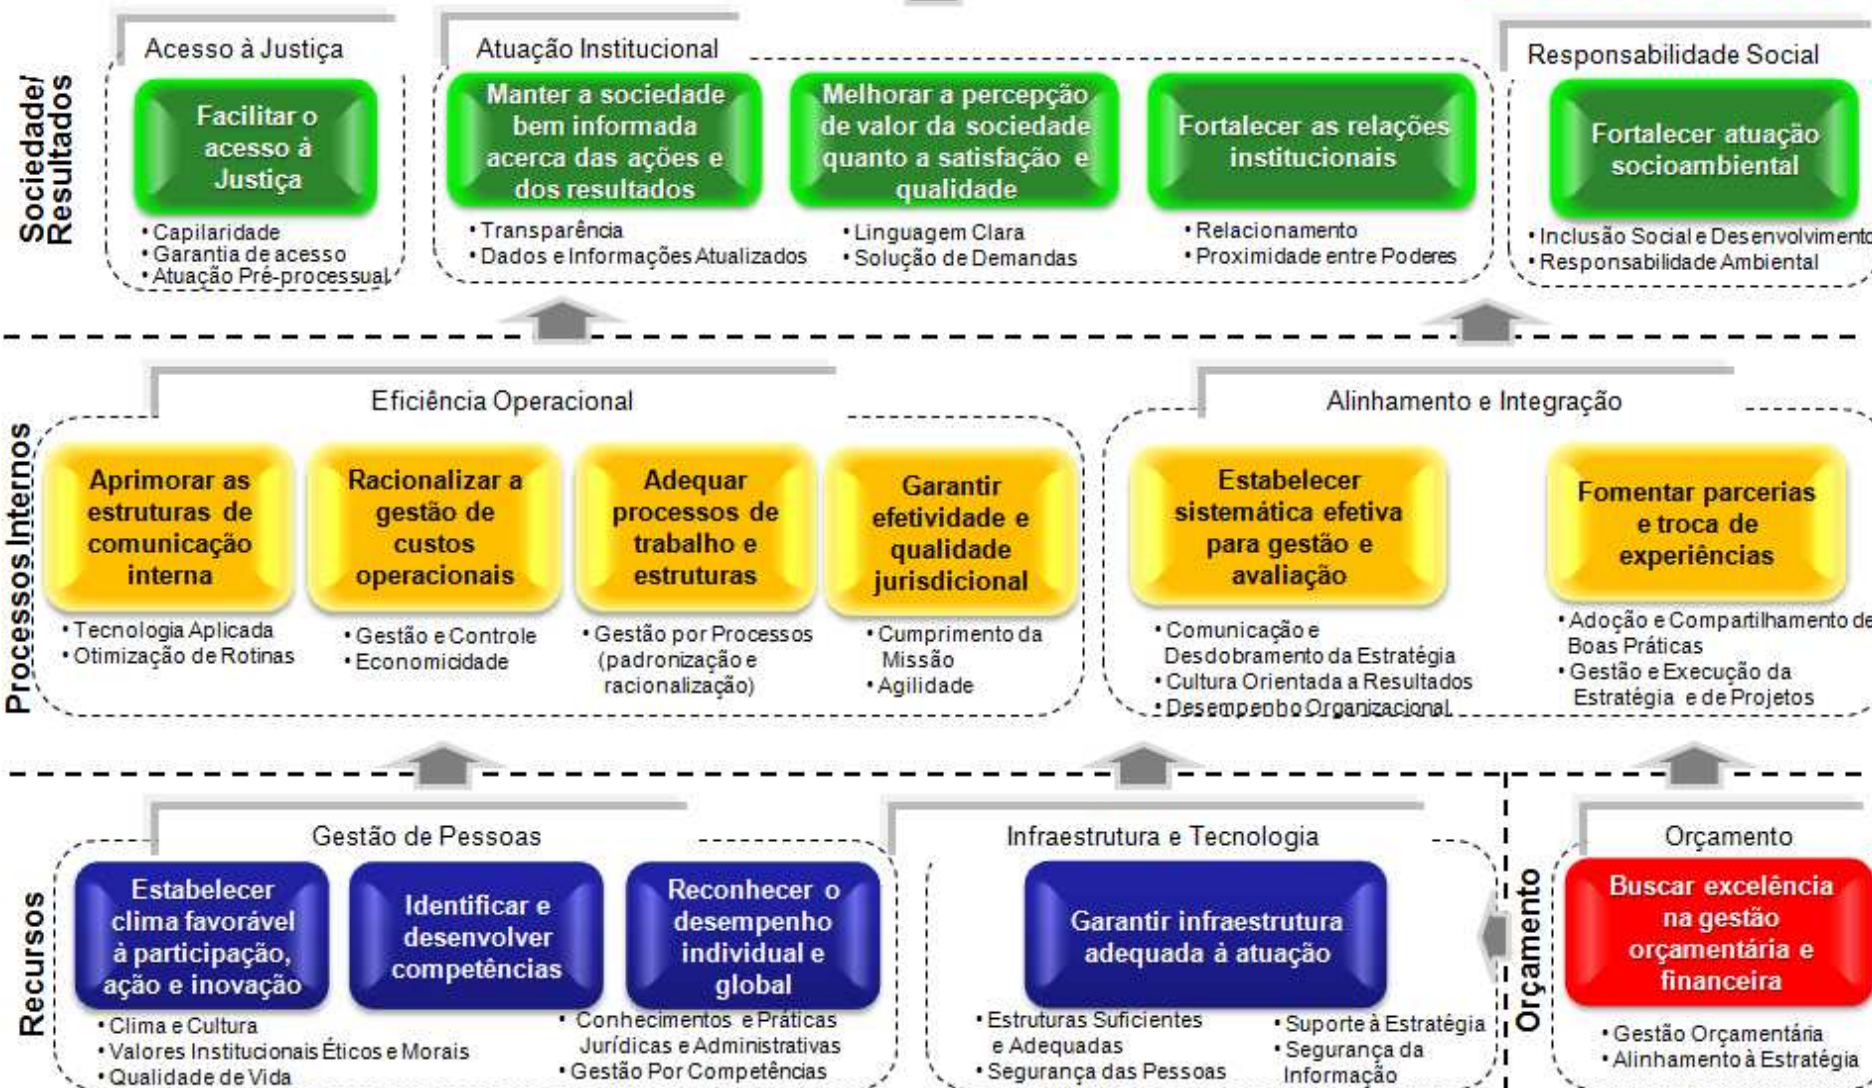 Sociedade/
Resultados
Acesso à Justiça
Facilitar o
acesso à
Justiça
• Capilaridade
• Garantia de acesso
• Atuação Pré-processual
Atuação Institucional
Manter a sociedade
bem informada
acerca das ações e
dos resultados
• Transparência
• Dados e Informações Atualizados
Melhorar a percepção
de valor da sociedade
quanto a satisfação e
qualidade
• Linguagem Clara
• Solução de Demandas
Fortalecer as relações
institucionais
• Relacionamento
• Proximidade entre Poderes
Responsabilidade Social
Fortalecer atuação
socioambiental
• Inclusão Social e Desenvolvimento
• Responsabilidade Ambiental
Processos Internos
Eficiência Operacional
Aprimorar as
estruturas de
comunicação
interna
• Tecnologia Aplicada
• Otimização de Rotinas
Racionalizar a
gestão de
custos
operacionais
• Gestão e Controle
• Economicidade
Adequar
processos de
trabalho e
estruturas
• Gestão por Processos
(padronização e
racionalização)
Garantir
efetividade e
qualidade
jurisdicional
• Cumprimento da
Missão
• Agilidade
Alinhamento e Integração
Estabelecer
sistemática efetiva
para gestão e
avaliação
• Comunicação e
Desdobramento da Estratégia
• Cultura Orientada a Resultados
• Desempenho Organizacional
Fomentar parcerias
e troca de
experiências
• Adoção e Compartilhamento de
Boas Práticas
• Gestão e Execução da
Estratégia e de Projetos
Recursos
Gestão de Pessoas
Estabelecer
clima favorável
à participação,
ação e inovação
Identificar e
desenvolver
competências
Reconhecer o
desempenho
individual e
global
• Clima e Cultura
• Valores Institucionais Éticos e Morais
• Qualidade de Vida
• Conhecimentos e Práticas
Jurídicas e Administrativas
• Gestão Por Competências
Infraestrutura e Tecnologia
Garantir infraestrutura
adequada à atuação
• Estruturas Suficientes
e Adequadas
• Segurança das Pessoas
• Suporte à Estratégia
• Segurança da
Informação
Orçamento
Orçamento
Buscar excelência
na gestão
orçamentária e
financeira
• Gestão Orçamentária
• Alinhamento à Estratégia